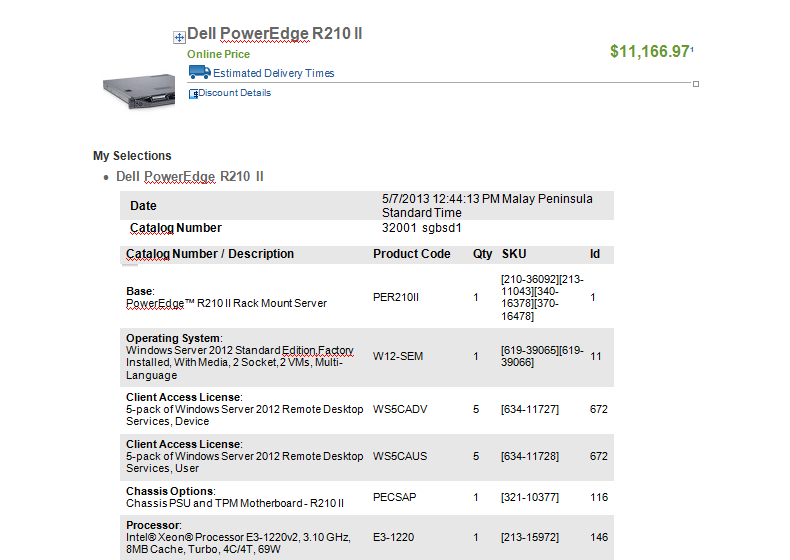 Dell PowerEdge R210 II
Online Price
$11,166.97¹
Estimated Delivery Times
Discount Details
My Selections
• Dell PowerEdge R210 II
Date
5/7/2013 12:44:13 PM Malay Peninsula
Standard Time
Catalog Number
32001 sgbsd1
Catalog Number / Description Product Code Qty SKU Id
Base:
PowerEdge™ R210 II Rack Mount Server
PER210II
1
[210-36092][213-
11043][340-
16378][370-
16478]
1
Operating System:
Windows Server 2012 Standard Edition,Factory
Installed, With Media, 2 Socket, 2 VMs, Multi-
Language
W12-SEM
1
[619-39065][619-
39066]
11
Client Access License:
5-pack of Windows Server 2012 Remote Desktop
Services, Device
WS5CADV
5
[634-11727]
672
Client Access License:
5-pack of Windows Server 2012 Remote Desktop
Services, User
WS5CAUS
5
[634-11728]
672
Chassis Options:
Chassis PSU and TPM Motherboard - R210 II
PECSAP
1
[321-10377]
116
Processor:
Intel® Xeon® Processor E3-1220v2, 3.10 GHz,
8MB Cache, Turbo, 4C/4T, 69W
E3-1220
1
[213-15972]
146